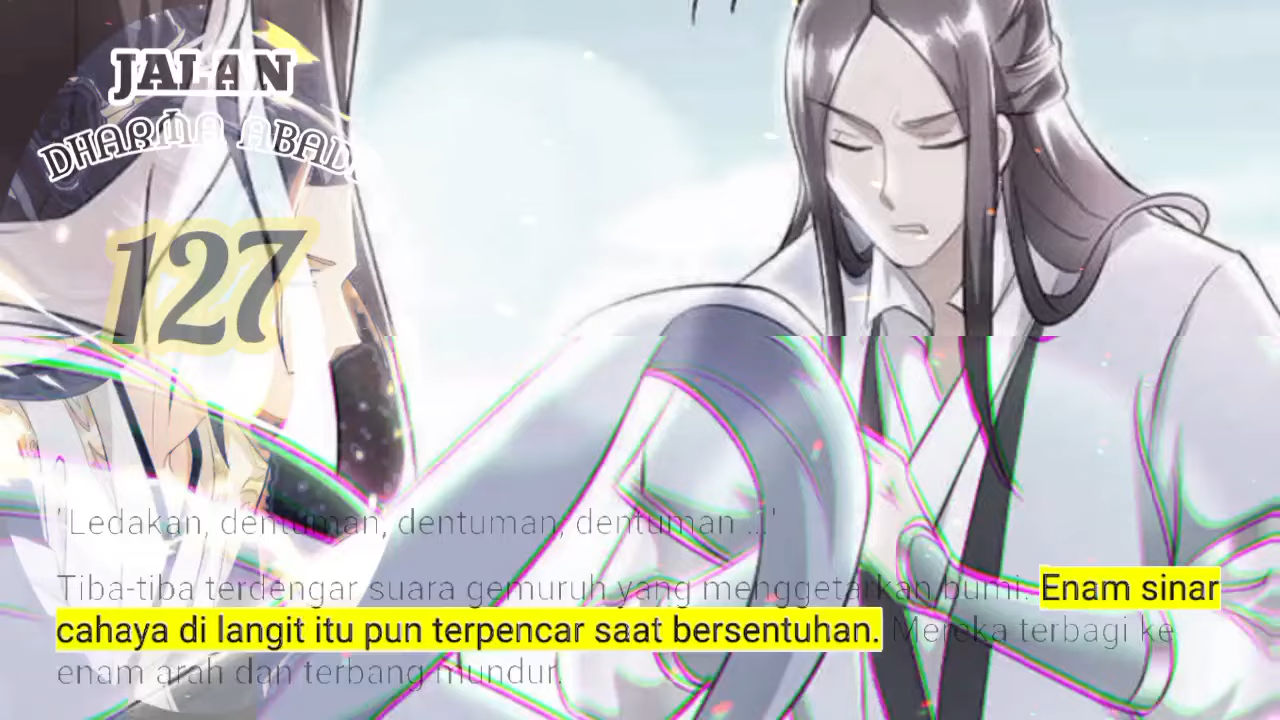 JALAN
DHARMA ABADI
127
'Ledakan, dentuman, dentuman, dentuman ...'
Tiba-tiba terdengar suara gemuruh yang menggetarkan bumi. Enam sinar
cahaya di langit itu pun terpencar saat bersentuhan. Mereka terbagi ke
enam arah dan terbang mundur.